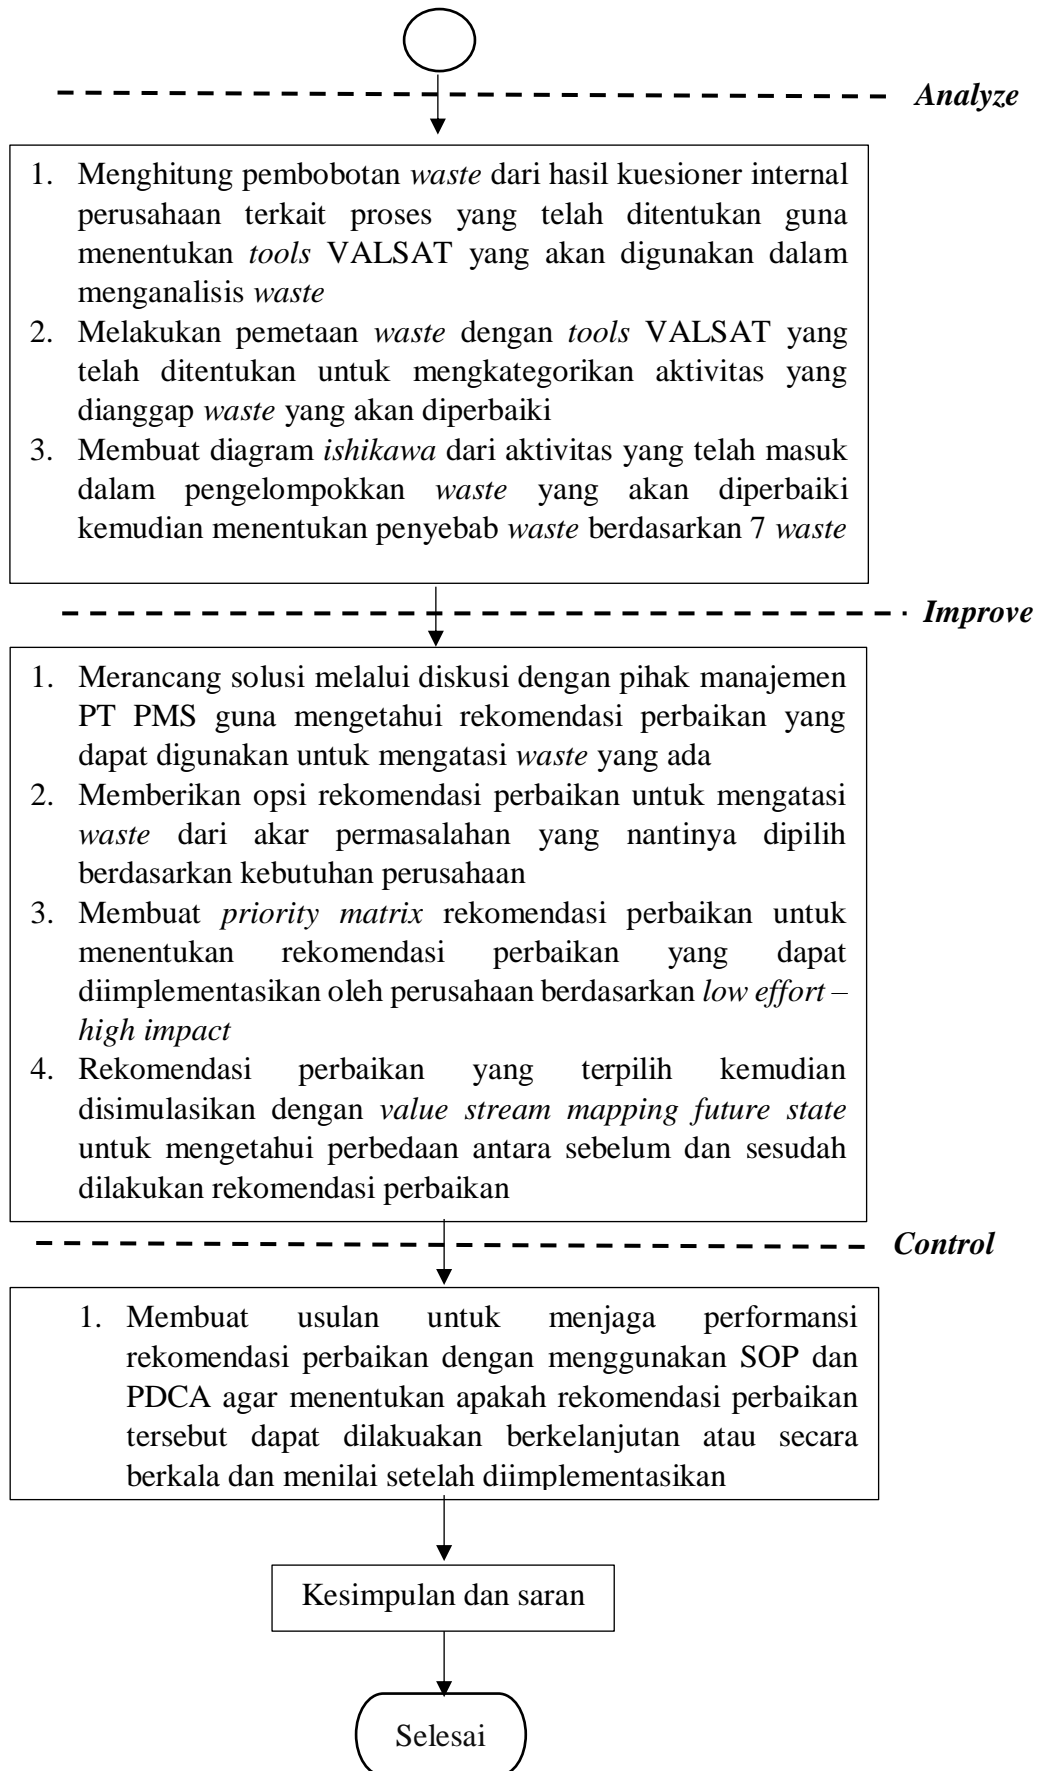 Analyze
1. Menghitung pembobotan waste dari hasil kuesioner internal
perusahaan terkait proses yang telah ditentukan guna
menentukan tools VALSAT yang akan digunakan dalam
menganalisis waste
2. Melakukan pemetaan waste dengan tools VALSAT yang
telah ditentukan untuk mengkategorikan aktivitas yang
dianggap waste yang akan diperbaiki
3. Membuat diagram ishikawa dari aktivitas yang telah masuk
dalam pengelompokkan waste yang akan diperbaiki
kemudian menentukan penyebab waste berdasarkan 7 waste
Improve
1. Merancang solusi melalui diskusi dengan pihak manajemen
PT PMS guna mengetahui rekomendasi perbaikan yang
dapat digunakan untuk mengatasi waste yang ada
2. Memberikan opsi rekomendasi perbaikan untuk mengatasi
waste dari akar permasalahan yang nantinya dipilih
berdasarkan kebutuhan perusahaan
3. Membuat priority matrix rekomendasi perbaikan untuk
menentukan rekomendasi perbaikan yang dapat
diimplementasikan oleh perusahaan berdasarkan low effort –
high impact
4. Rekomendasi perbaikan yang terpilih kemudian
disimulasikan dengan value stream mapping future state
untuk mengetahui perbedaan antara sebelum dan sesudah
dilakukan rekomendasi perbaikan
Control
1. Membuat usulan untuk menjaga performansi
rekomendasi perbaikan dengan menggunakan SOP dan
PDCA agar menentukan apakah rekomendasi perbaikan
tersebut dapat dilakuakan berkelanjutan atau secara
berkala dan menilai setelah diimplementasikan
Kesimpulan dan saran
Selesai